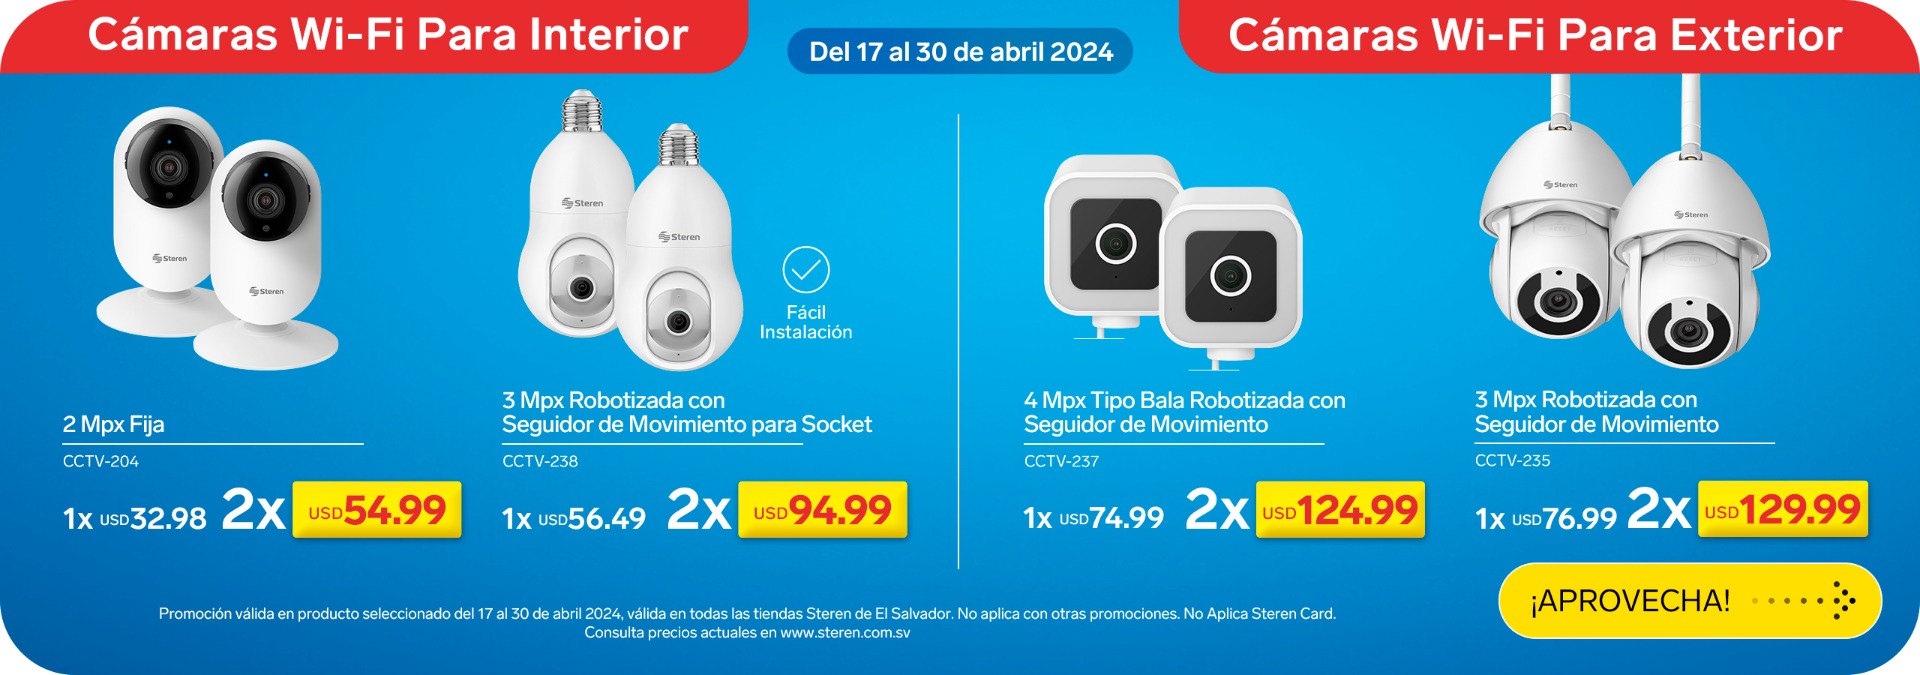 Cámaras Wi-Fi Para Interior
Del 17 al 30 de abril 2024
Cámaras Wi-Fi Para Exterior
Steren
Steren
Steren
Steren
Fácil
Instalación
Steren
Steren
2 Mpx Fija
CCTV-204
1x USD32.98 2x USD54.99
3 Mpx Robotizada con
Seguidor de Movimiento para Socket
CCTV-238
1x USD56.49 2x USD94.99
4 Mpx Tipo Bala Robotizada con
Seguidor de Movimiento
CCTV-237
1x USD74.99 2x USD124.99
3 Mpx Robotizada con
Seguidor de Movimiento
CCTV-235
1x USD76.99 2x USD129.99
¡APROVECHA!
Promoción válida en producto seleccionado del 17 al 30 de abril 2024, válida en todas las tiendas Steren de El Salvador. No aplica con otras promociones. No Aplica Steren Card.
Consulta precios actuales en www.steren.com.sv